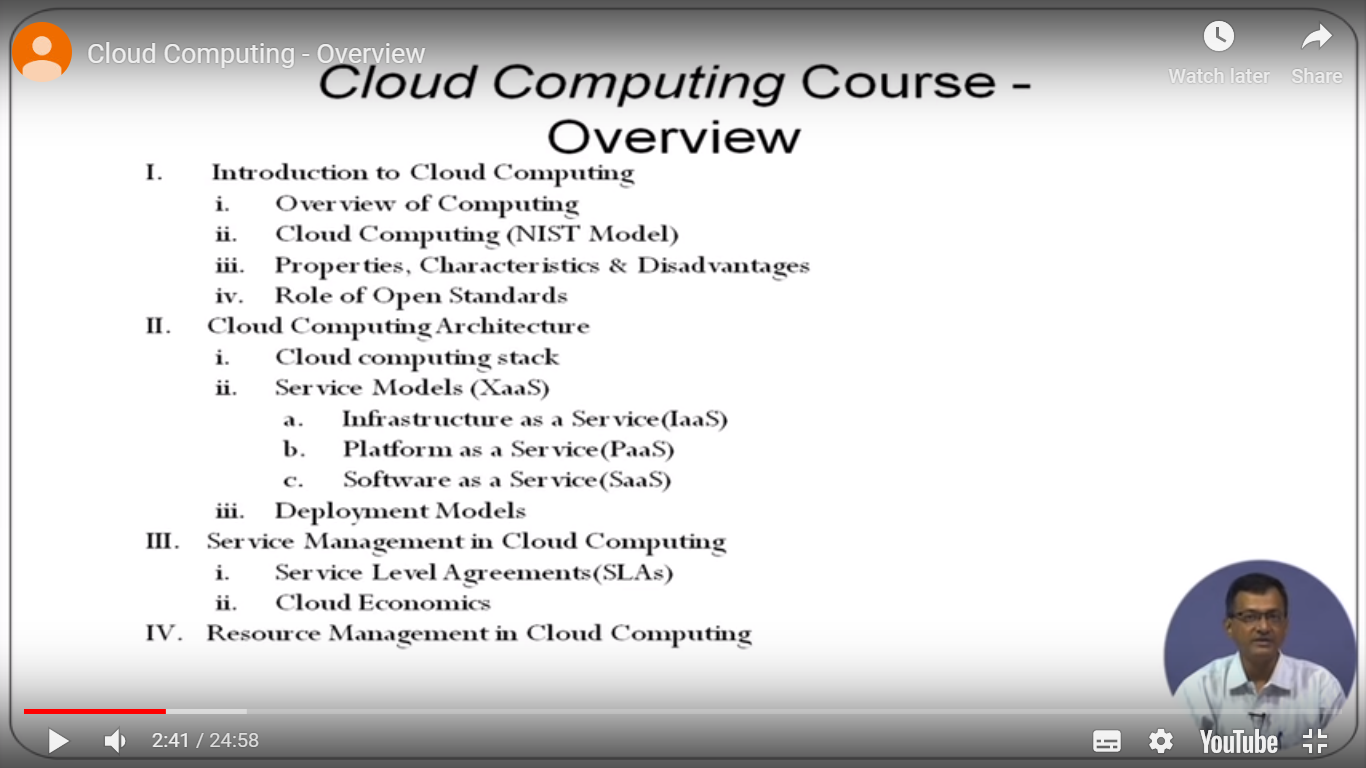 Cloud Computing - Overview
Watch later
Share
Cloud Computing Course -
Overview
I. Introduction to Cloud Computing
i. Overview of Computing
ii. Cloud Computing (NIST Model)
iii. Properties, Characteristics & Disadvantages
iv. Role of Open Standards
II. Cloud Computing Architecture
i. Cloud computing stack
ii. Service Models (XaaS)
a. Infrastructure as a Service(IaaS)
b. Platform as a Service(PaaS)
c. Software as a Service(SaaS)
iii. Deployment Models
III. Service Management in Cloud Computing
i. Service Level Agreements(SLAs)
ii. Cloud Economics
IV. Resource Management in Cloud Computing
2:41 / 24:58
YouTube